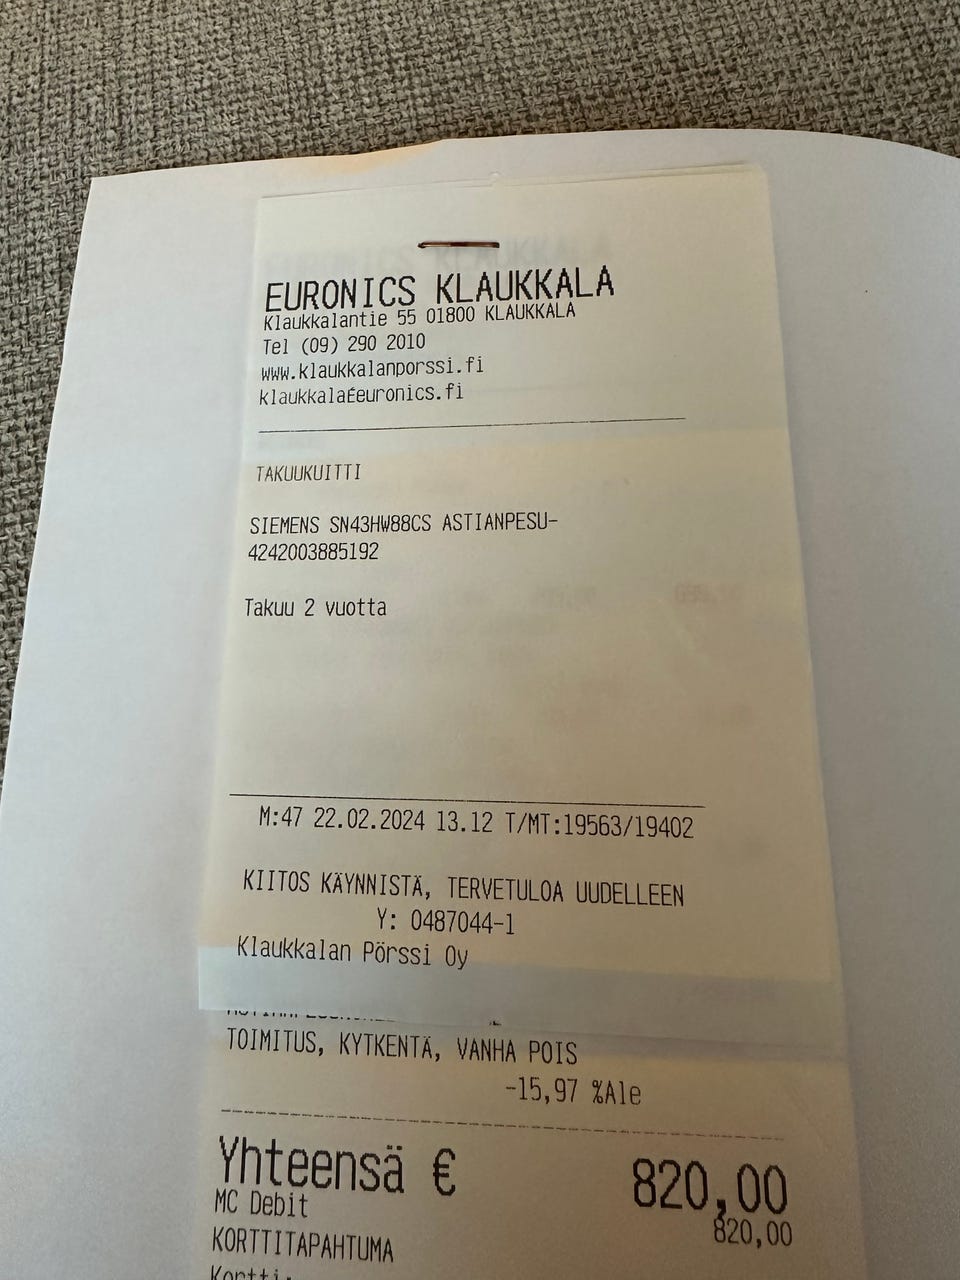 EURONICS KLAUKKALA
Klaukkalantie 55 01800 KLAUKKALA
Tel (09) 290 2010
www.klaukkalanporssi.fi
klaukkalaÉeuronics.fi
TAKUUKUITTI
SIEMENS SN43HW88CS ASTIANPESU-
4242003885192
Takuu 2 vuotta
M:47 22.02.2024 13.12 T/MT:19563/19402
KIITOS KÄYNNISTÄ, TERVETULOA UUDELLEEN
Y: 0487044-1
Klaukkalan Pörssi Oy
TOIMITUS, KYTKENTÄ, VANHA POIS
-15,97 %Ale
Yhteensä € 820,00
MC Debit 820,00
KORTTITAPAHTUMA
Kortti: